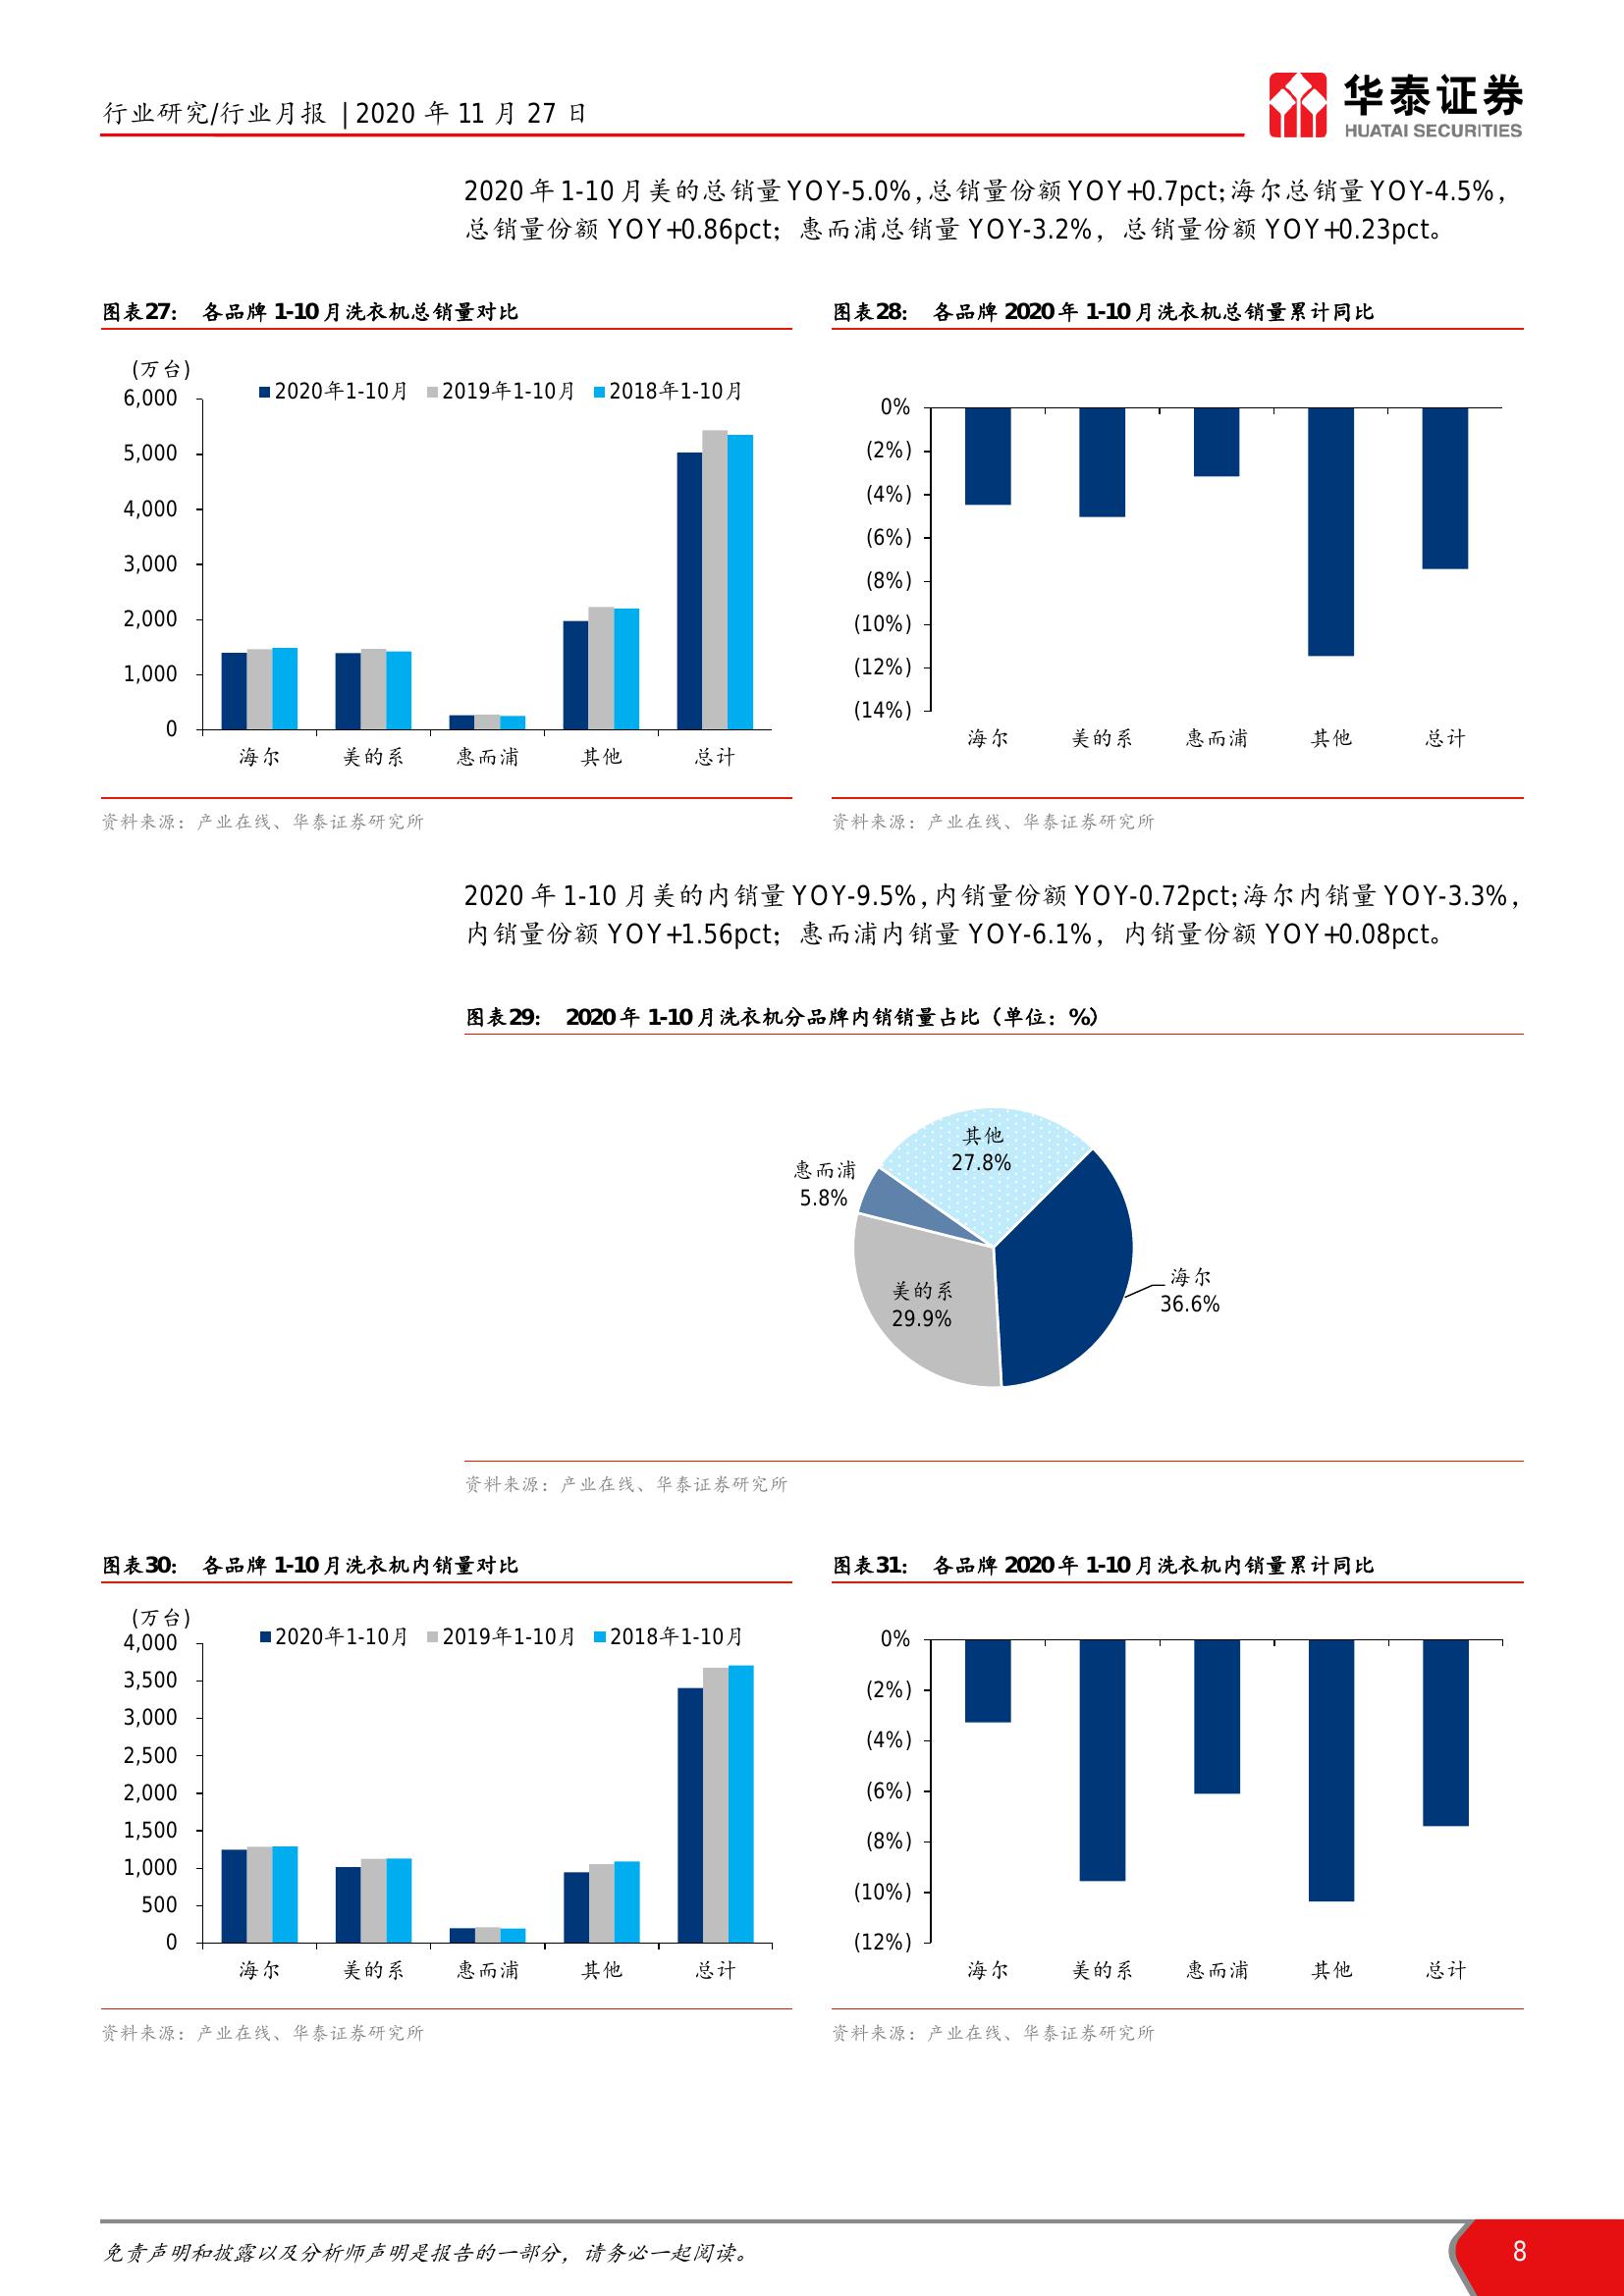 行业研究/行业月报 | 2020 年 11 月 27 日
华泰证券
HUATAI SECURITIES
2020 年 1-10 月美的总销量 YOY-5.0%，总销量份额 YOY+0.7pct；海尔总销量 YOY-4.5%，
总销量份额 YOY+0.86pct；惠而浦总销量 YOY-3.2%，总销量份额 YOY+0.23pct。
图表27： 各品牌 1-10 月洗衣机总销量对比
(万台)
2020年1-10月 2019年1-10月 2018年1-10月
6,000
5,000
4,000
3,000
2,000
1,000
0
海尔 美的系 惠而浦 其他 总计
资料来源：产业在线、华泰证券研究所
图表28： 各品牌 2020 年 1-10 月洗衣机总销量累计同比
0%
(2%)
(4%)
(6%)
(8%)
(10%)
(12%)
(14%)
海尔 美的系 惠而浦 其他 总计
资料来源：产业在线、华泰证券研究所
2020 年 1-10 月美的内销量 YOY-9.5%，内销量份额 YOY-0.72pct；海尔内销量 YOY-3.3%，
内销量份额 YOY+1.56pct；惠而浦内销量 YOY-6.1%，内销量份额 YOY+0.08pct。
图表29： 2020 年 1-10 月洗衣机分品牌内销销量占比（单位：%）
其他
27.8%
惠而浦
5.8%
海尔
36.6%
美的系
29.9%
资料来源：产业在线、华泰证券研究所
图表30： 各品牌 1-10 月洗衣机内销量对比
(万台)
2020年1-10月 2019年1-10月 2018年1-10月
4,000
3,500
3,000
2,500
2,000
1,500
1,000
500
0
海尔 美的系 惠而浦 其他 总计
资料来源：产业在线、华泰证券研究所
图表31： 各品牌 2020 年 1-10 月洗衣机内销量累计同比
0%
(2%)
(4%)
(6%)
(8%)
(10%)
(12%)
海尔 美的系 惠而浦 其他 总计
资料来源：产业在线、华泰证券研究所
免责声明和披露以及分析师声明是报告的一部分，请务必一起阅读。
8